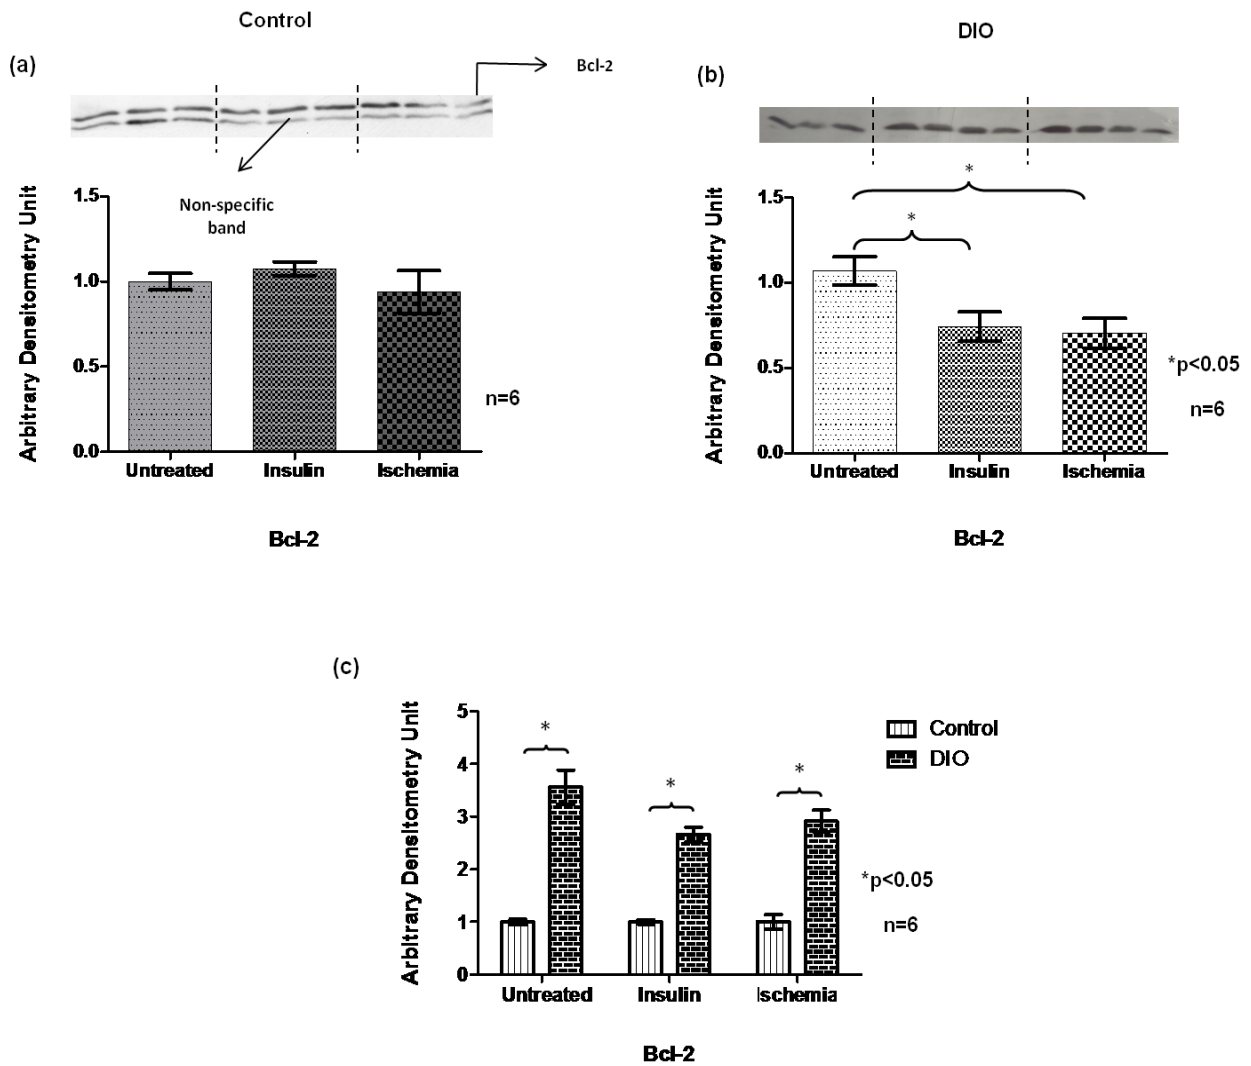 Control
(a)
Bcl-2
Non-specific
band
Arbitrary Densitometry Unit
1.5
1.0
0.5
0.0
n=6
Untreated
Insulin
Ischemia
Bcl-2
DIO
(b)
*
*
Arbitrary Densitometry Unit
1.5
1.0
0.5
0.0
*p<0.05
n=6
Untreated
Insulin
Ischemia
Bcl-2
(c)
Arbitrary Densitometry Unit
5
4
3
2
1
0
*
*
*
Control
DIO
*p<0.05
n=6
Untreated
Insulin
Ischemia
Bcl-2